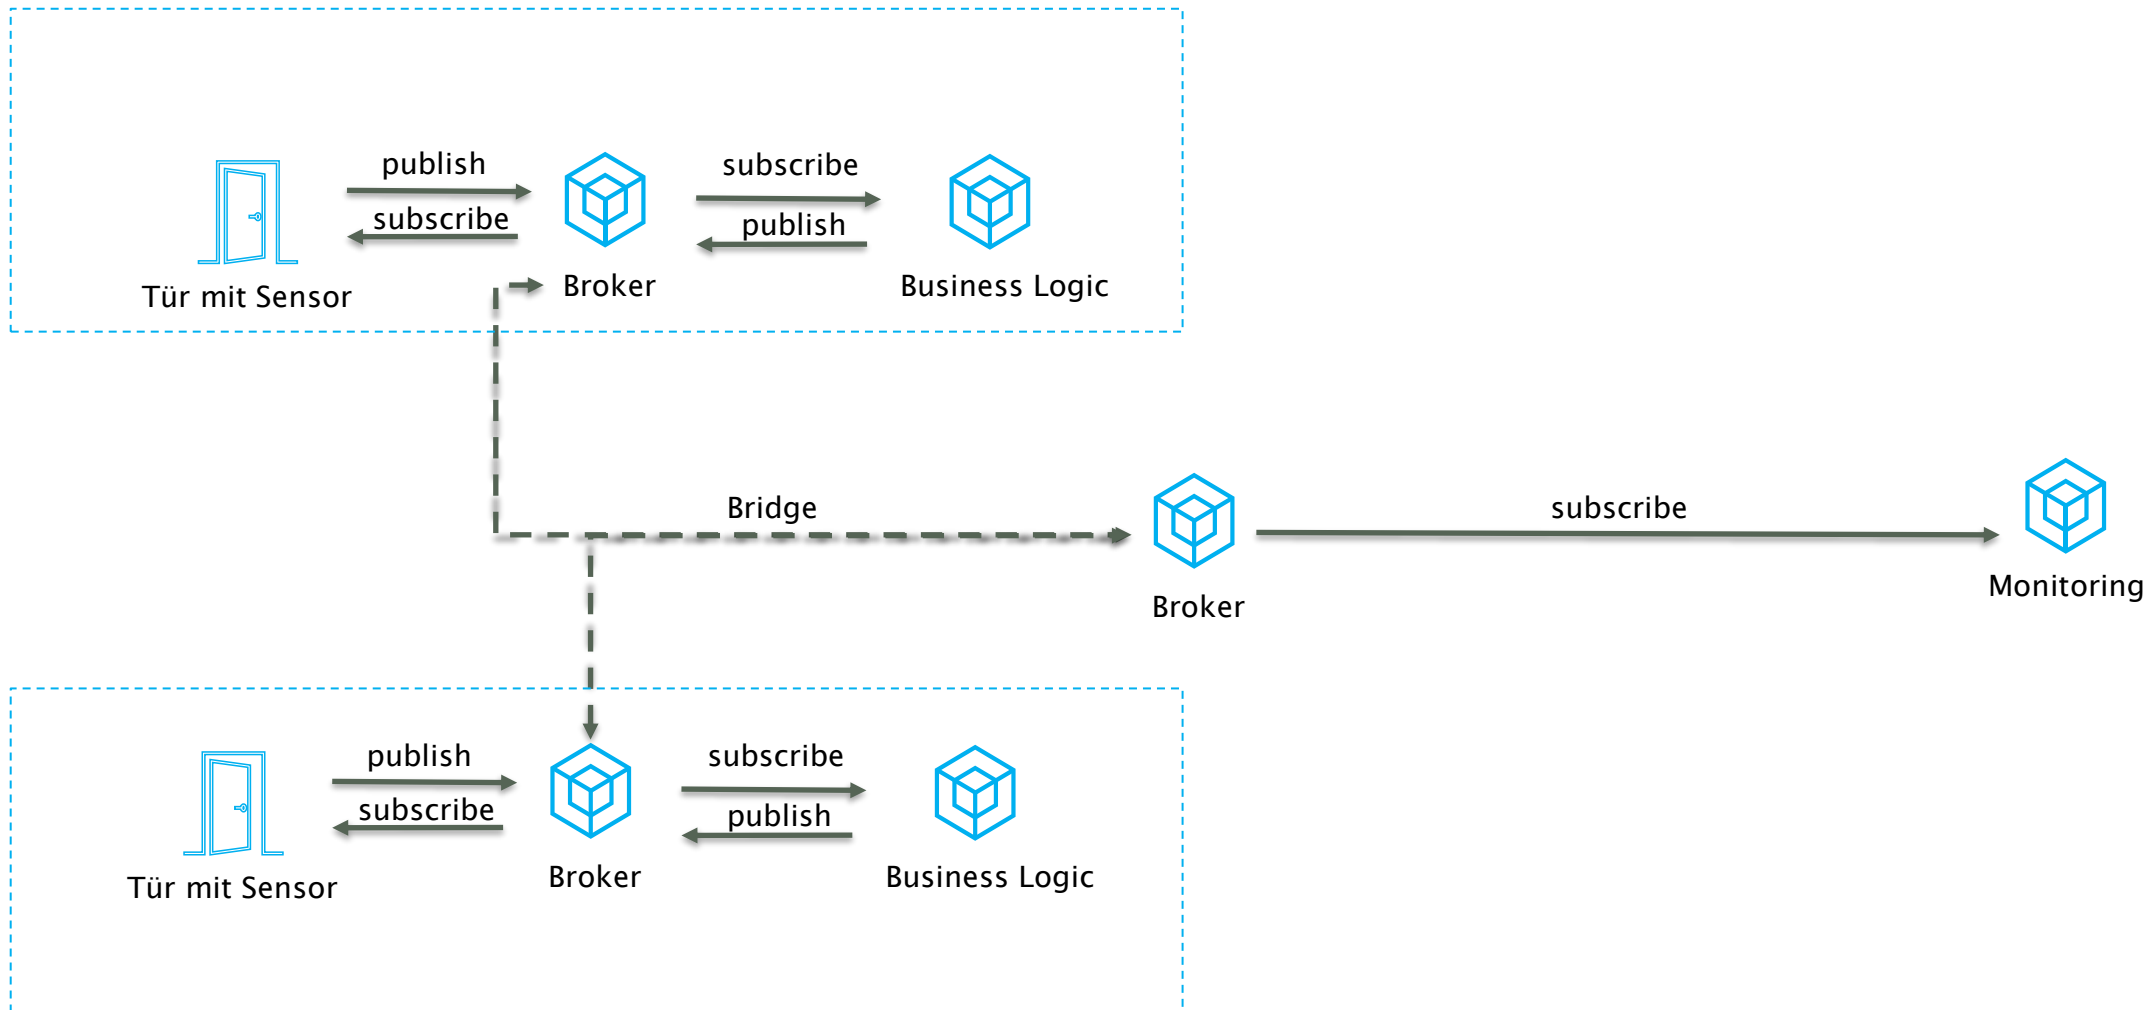 publish
subscribe
subscribe
publish
Tür mit Sensor
Broker
Business Logic
Bridge
subscribe
Broker
Monitoring
publish
subscribe
subscribe
publish
Tür mit Sensor
Broker
Business Logic